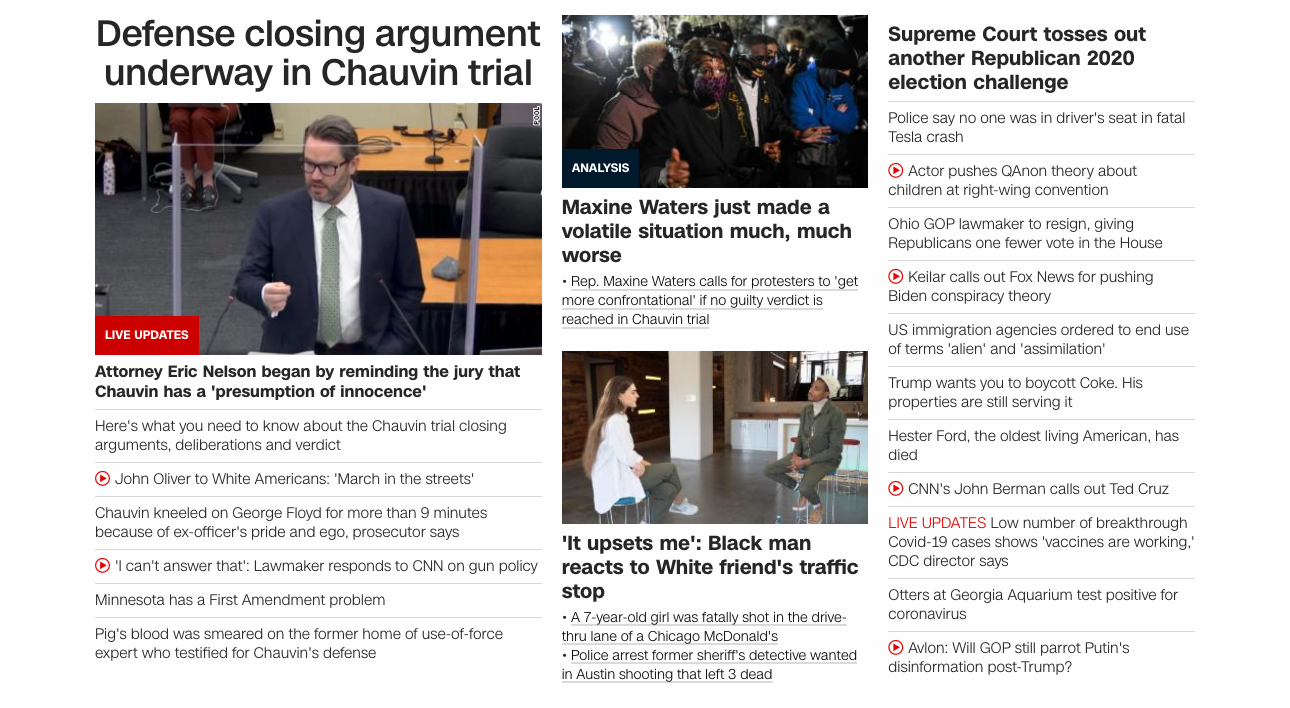 Defense closing argument
underway in Chauvin trial
POOL
LIVE UPDATES
Attorney Eric Nelson began by reminding the jury that
Chauvin has a 'presumption of innocence'
Here's what you need to know about the Chauvin trial closing
arguments, deliberations and verdict
John Oliver to White Americans: 'March in the streets'
Chauvin kneeled on George Floyd for more than 9 minutes
because of ex-officer's pride and ego, prosecutor says
'I can't answer that': Lawmaker responds to CNN on gun policy
Minnesota has a First Amendment problem
Pig's blood was smeared on the former home of use-of-force
expert who testified for Chauvin's defense
ANALYSIS
Maxine Waters just made a
volatile situation much, much
worse
• Rep. Maxine Waters calls for protesters to 'get
more confrontational' if no guilty verdict is
reached in Chauvin trial
'It upsets me': Black man
reacts to White friend's traffic
stop
• A 7-year-old girl was fatally shot in the drive-
thru lane of a Chicago McDonald's
• Police arrest former sheriff's detective wanted
in Austin shooting that left 3 dead
Supreme Court tosses out
another Republican 2020
election challenge
Police say no one was in driver's seat in fatal
Tesla crash
Actor pushes QAnon theory about
children at right-wing convention
Ohio GOP lawmaker to resign, giving
Republicans one fewer vote in the House
Keilar calls out Fox News for pushing
Biden conspiracy theory
US immigration agencies ordered to end use
of terms 'alien' and 'assimilation'
Trump wants you to boycott Coke. His
properties are still serving it
Hester Ford, the oldest living American, has
died
CNN's John Berman calls out Ted Cruz
LIVE UPDATES Low number of breakthrough
Covid-19 cases shows 'vaccines are working,'
CDC director says
Otters at Georgia Aquarium test positive for
coronavirus
Avlon: Will GOP still parrot Putin's
disinformation post-Trump?